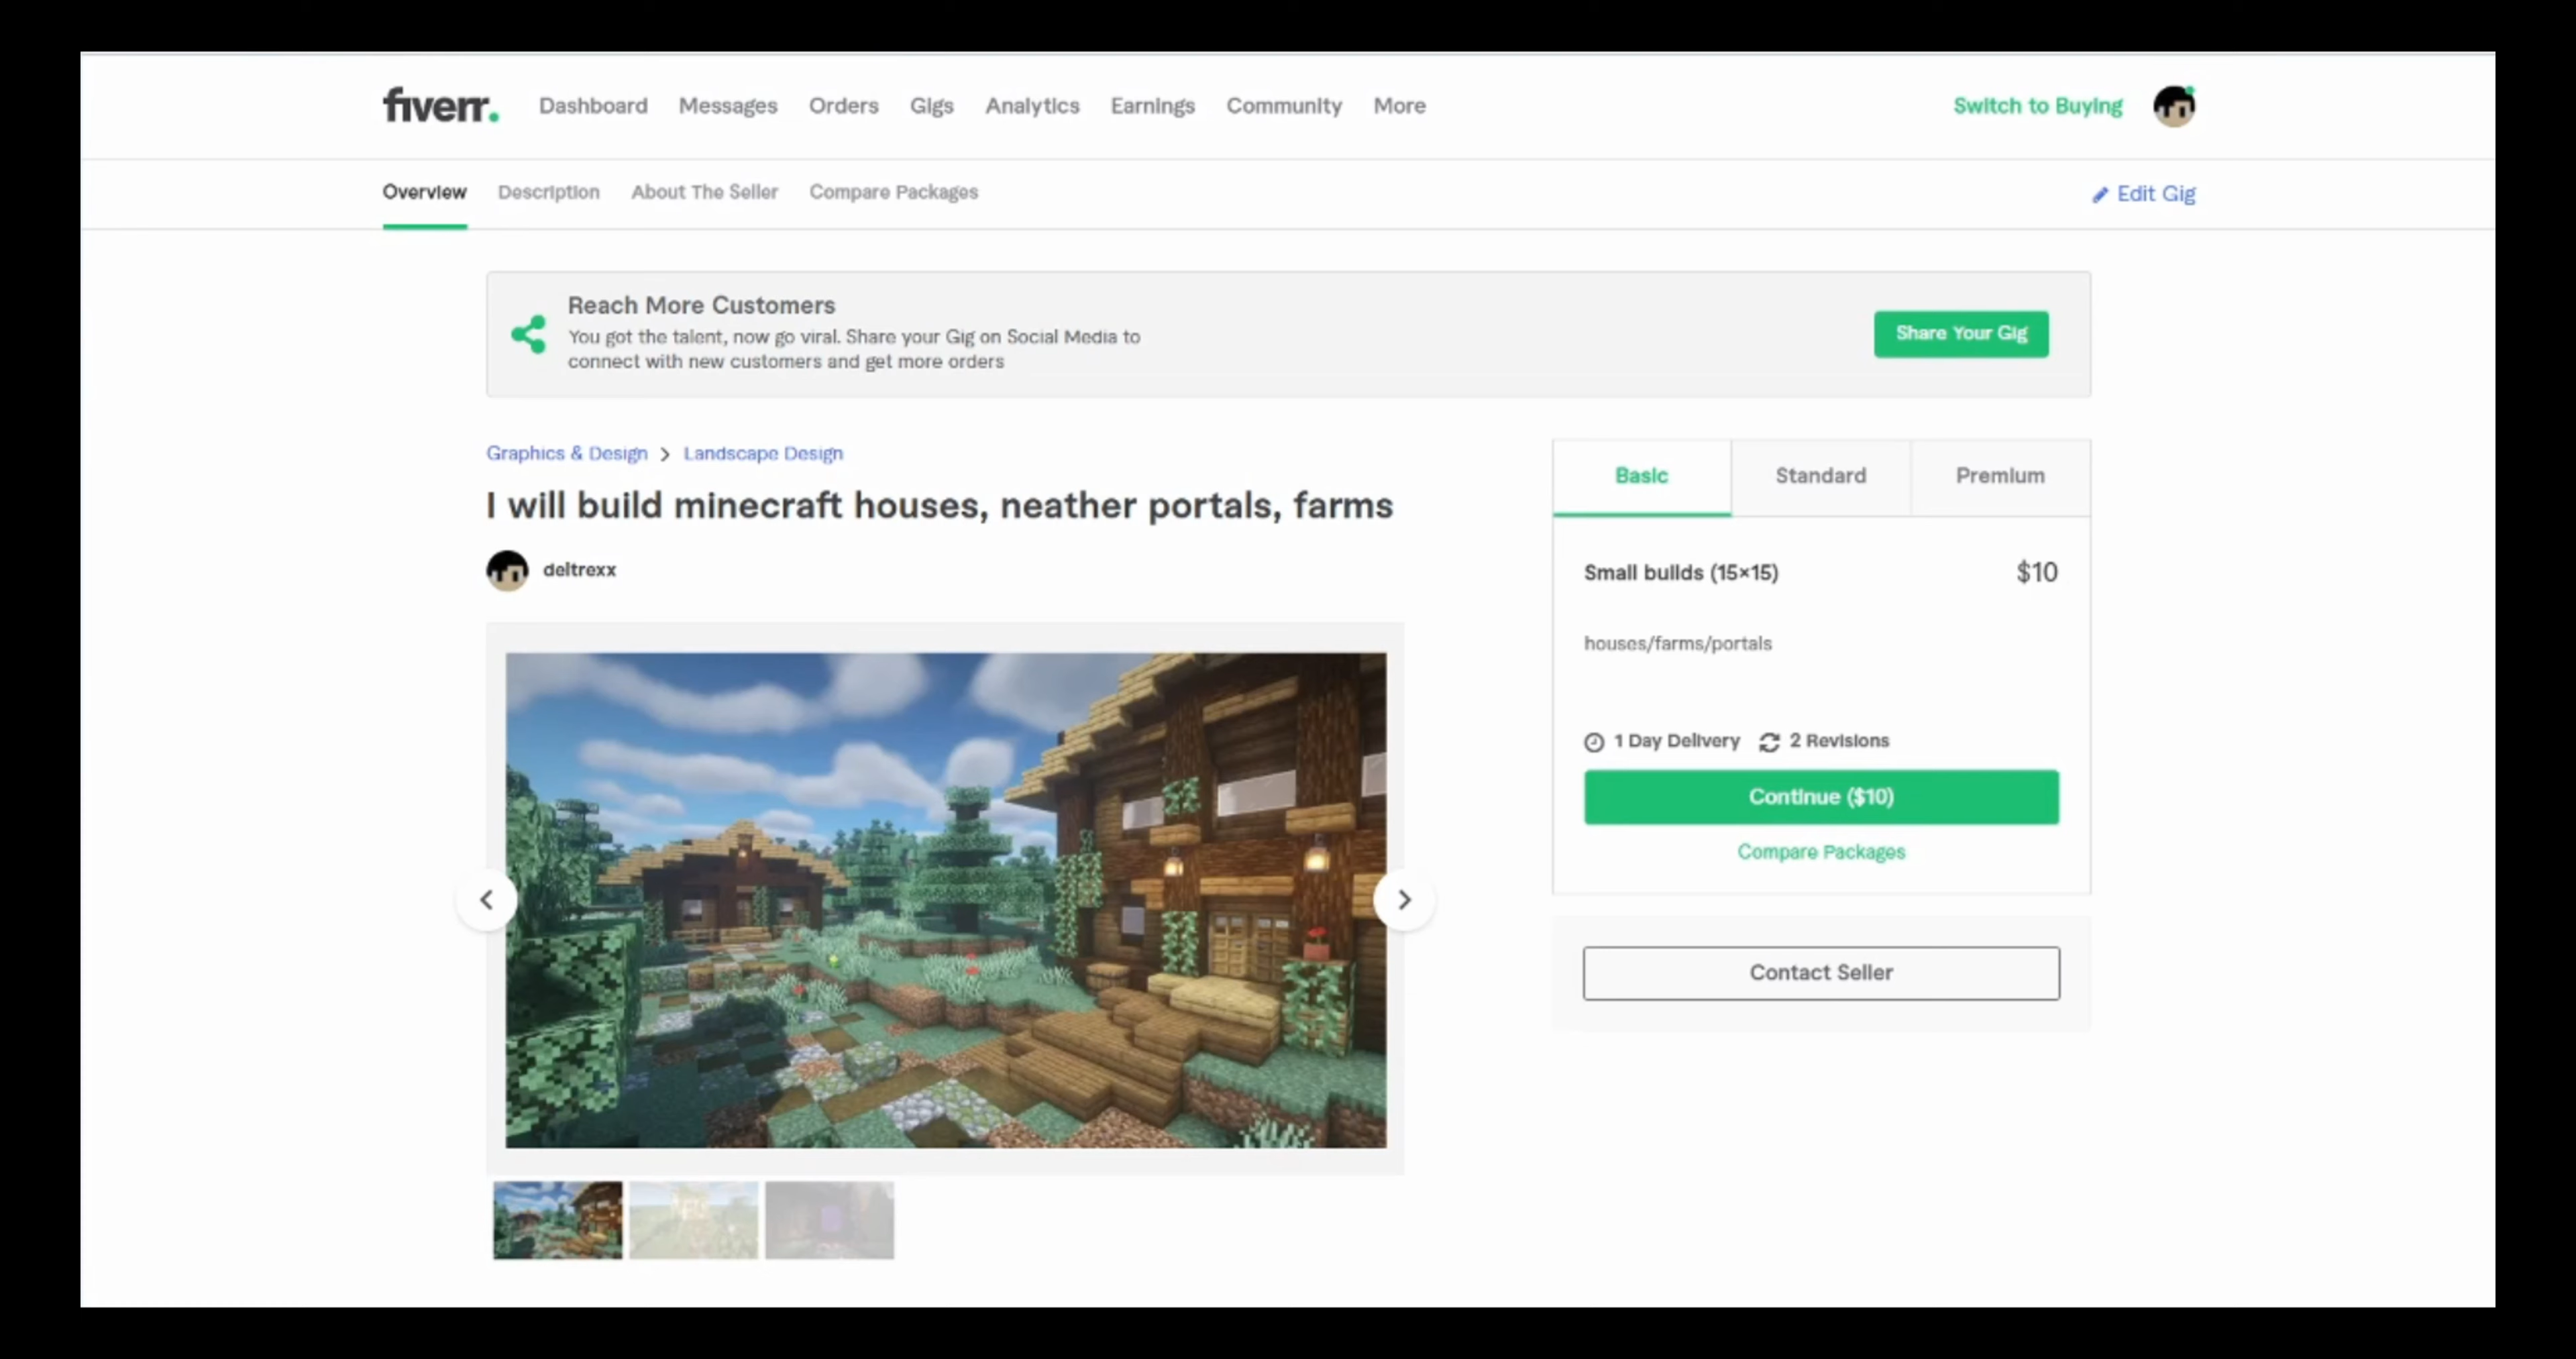 fiverr.
Dashboard Messages Orders Gigs Analytics Earnings Community More
Switch to Buying
Overview Description About The Seller Compare Packages
Edit Gig
Reach More Customers
You got the talent, now go viral. Share your Gig on Social Media to
connect with new customers and get more orders
Share Your Gig
Graphics & Design > Landscape Design
I will build minecraft houses, neather portals, farms
deltrexx
Basic Standard Premium
Small builds (15×15) $10
houses/farms/portals
1 Day Delivery 2 Revisions
Continue ($10)
Compare Packages
Contact Seller